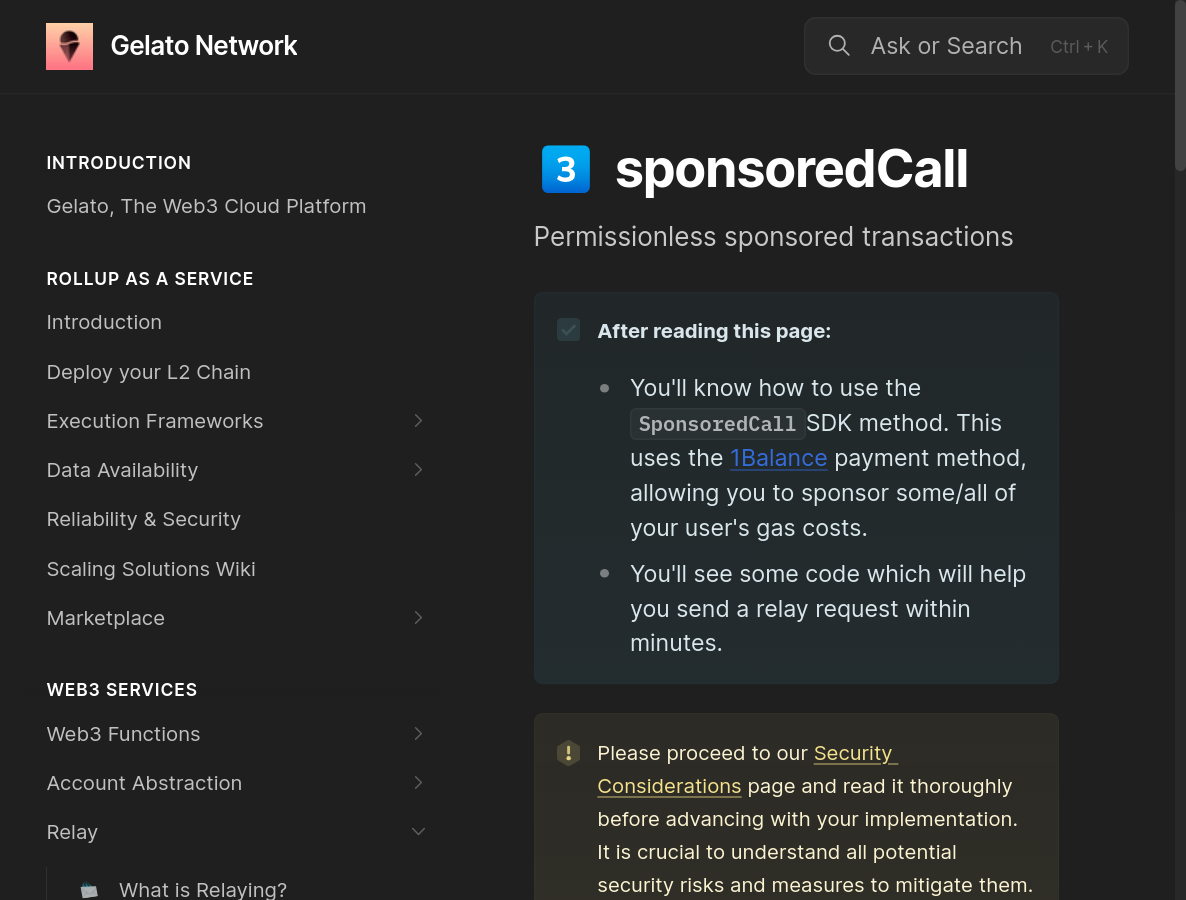 Gelato Network
Ask or Search Ctrl + K
INTRODUCTION
Gelato, The Web3 Cloud Platform
ROLLUP AS A SERVICE
Introduction
Deploy your L2 Chain
Execution Frameworks
Data Availability
Reliability & Security
Scaling Solutions Wiki
Marketplace
WEB3 SERVICES
Web3 Functions
Account Abstraction
Relay
What is Relaying?
3 sponsoredCall
Permissionless sponsored transactions
After reading this page:
You'll know how to use the
SponsoredCall SDK method. This
uses the 1Balance payment method,
allowing you to sponsor some/all of
your user's gas costs.
You'll see some code which will help
you send a relay request within
minutes.
Please proceed to our Security
Considerations page and read it thoroughly
before advancing with your implementation.
It is crucial to understand all potential
security risks and measures to mitigate them.